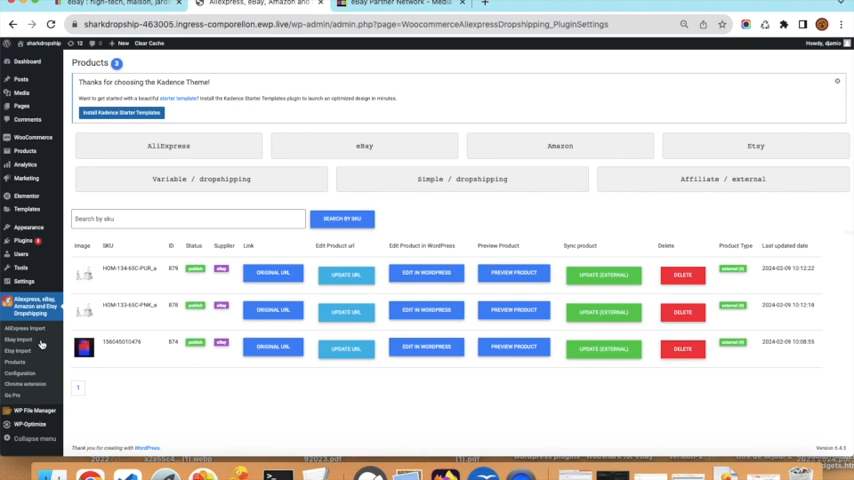 eBay : high-tech, maison, jard
Aliexpress, eBay, Amazon and
eBay Partner Network - Media
sharkdropship-463005.ingress-comporellon.ewp.live/wp-admin/admin.php?page=WoocommerceAliexpressDropshipping_PluginSettings
sharkdropship 12 New Clear Cache
Howdy, djamio
Dashboard
Posts
Media
Pages
Comments
WooCommerce
Products
Analytics
Marketing
Elementor
Templates
Appearance
Plugins
Users
Tools
Settings
Aliexpress, eBay,
Amazon and Etsy
Dropshipping
AliExpress Import
Ebay Import
Etsy Import
Products
Configuration
Chrome extension
Go Pro
WP File Manager
WP-Optimize
Collapse menu
Products 3
Thanks for choosing the Kadence Theme!
Want to get started with a beautiful starter template? Install the Kadence Starter Templates plugin to launch an optimized design in minutes.
Install Kadence Starter Templates
AliExpress eBay Amazon Etsy
Variable / dropshipping Simple / dropshipping Affiliate / external
Search by sku SEARCH BY SKU
Image SKU ID Status Supplier Link Edit Product url Edit Product in WordPress Preview Product Sync product Delete Product Type Last updated date
HOM-134-65C-PUR_a 879 publish eBay ORIGINAL URL UPDATE URL EDIT IN WORDPRESS PREVIEW PRODUCT UPDATE (EXTERNAL) DELETE external (0) 2024-02-09 10:12:22
HOM-133-65C-PNK_a 878 publish eBay ORIGINAL URL UPDATE URL EDIT IN WORDPRESS PREVIEW PRODUCT UPDATE (EXTERNAL) DELETE external (0) 2024-02-09 10:12:18
156045010476 874 publish eBay ORIGINAL URL UPDATE URL EDIT IN WORDPRESS PREVIEW PRODUCT UPDATE (EXTERNAL) DELETE external (0) 2024-02-09 10:08:55
1
Thank you for creating with WordPress.
Version 6.4.3